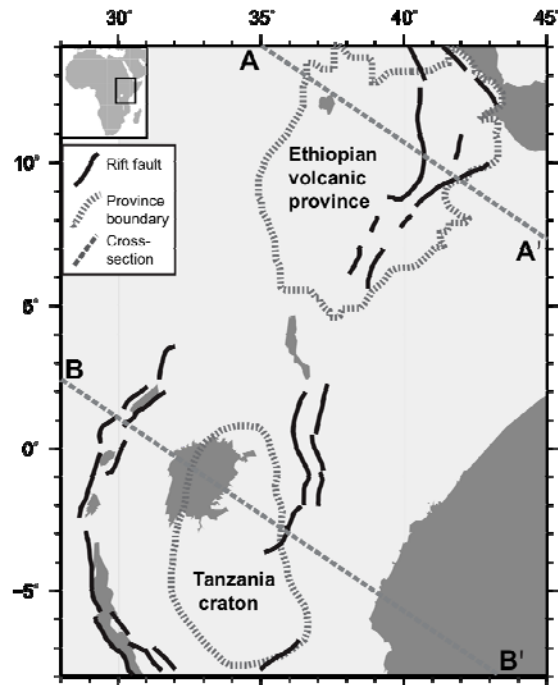 30° 35° 40° 45°
A
Rift fault
Province
boundary
Cross-
section
Ethiopian
volcanic
province
10°
A'
5°
B
0°
Tanzania
craton
-5°
B'